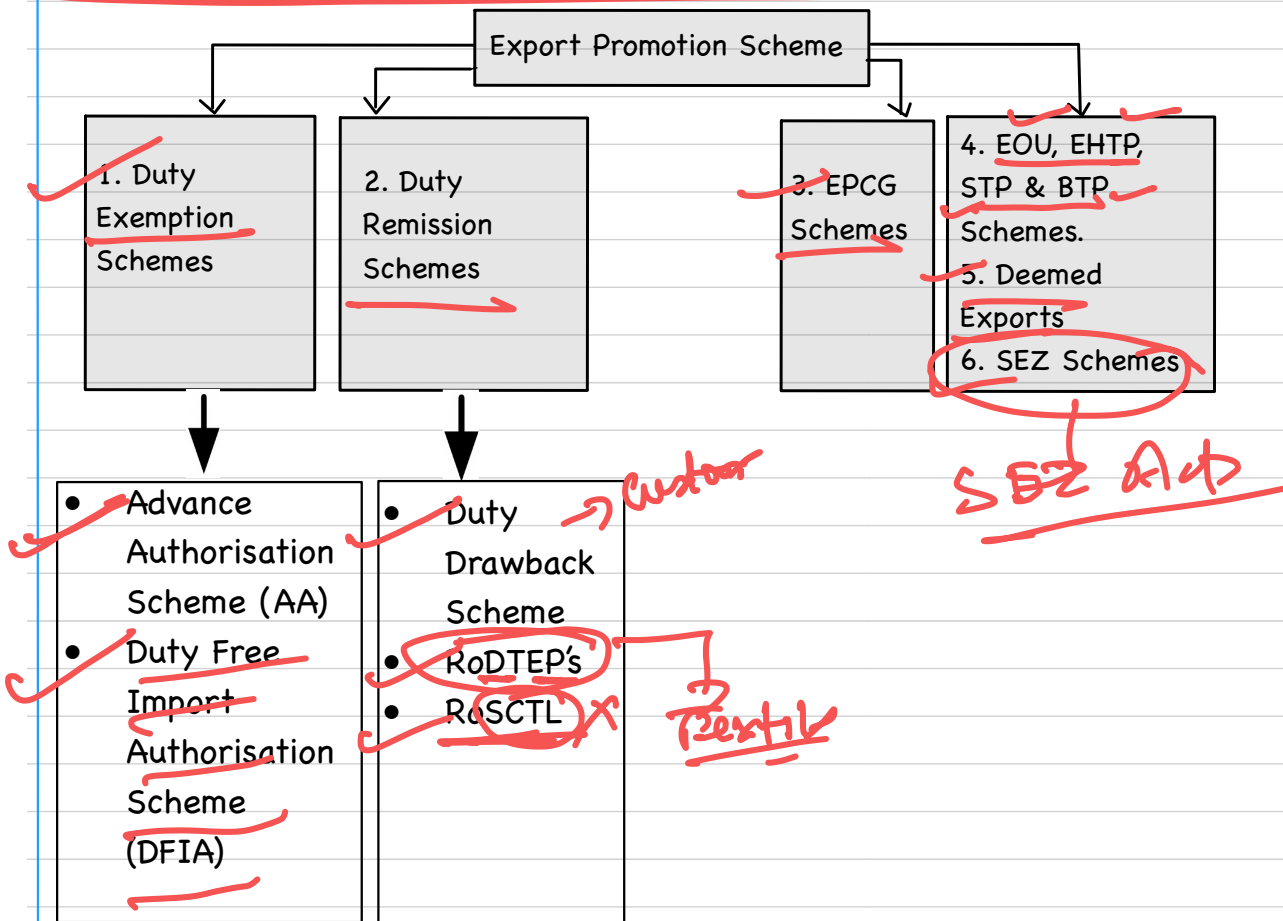 Export Promotion Scheme
1. Duty
Exemption
Schemes
2. Duty
Remission
Schemes
3. EPCG
Schemes
4. EOU, EHTP,
STP & BTP
Schemes.
5. Deemed
Exports
6. SEZ Schemes
SEZ Act
• Advance
Authorisation
Scheme (AA)
• Duty Free
Import
Authorisation
Scheme
(DFIA)
• Duty
Drawback
Scheme
• RoDTEP's
• RoSCTL